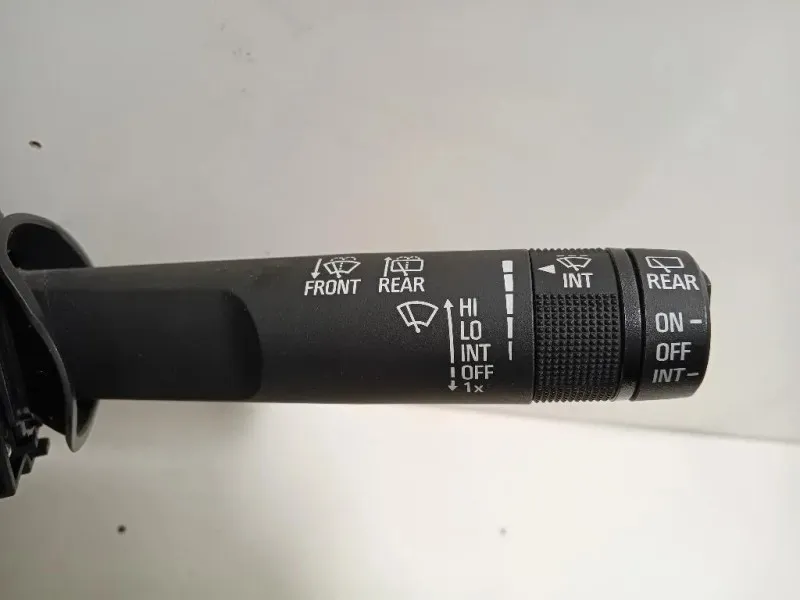 FRONT REAR
HI
LO
INT
OFF
1x
INT
REAR
ON
OFF
INT